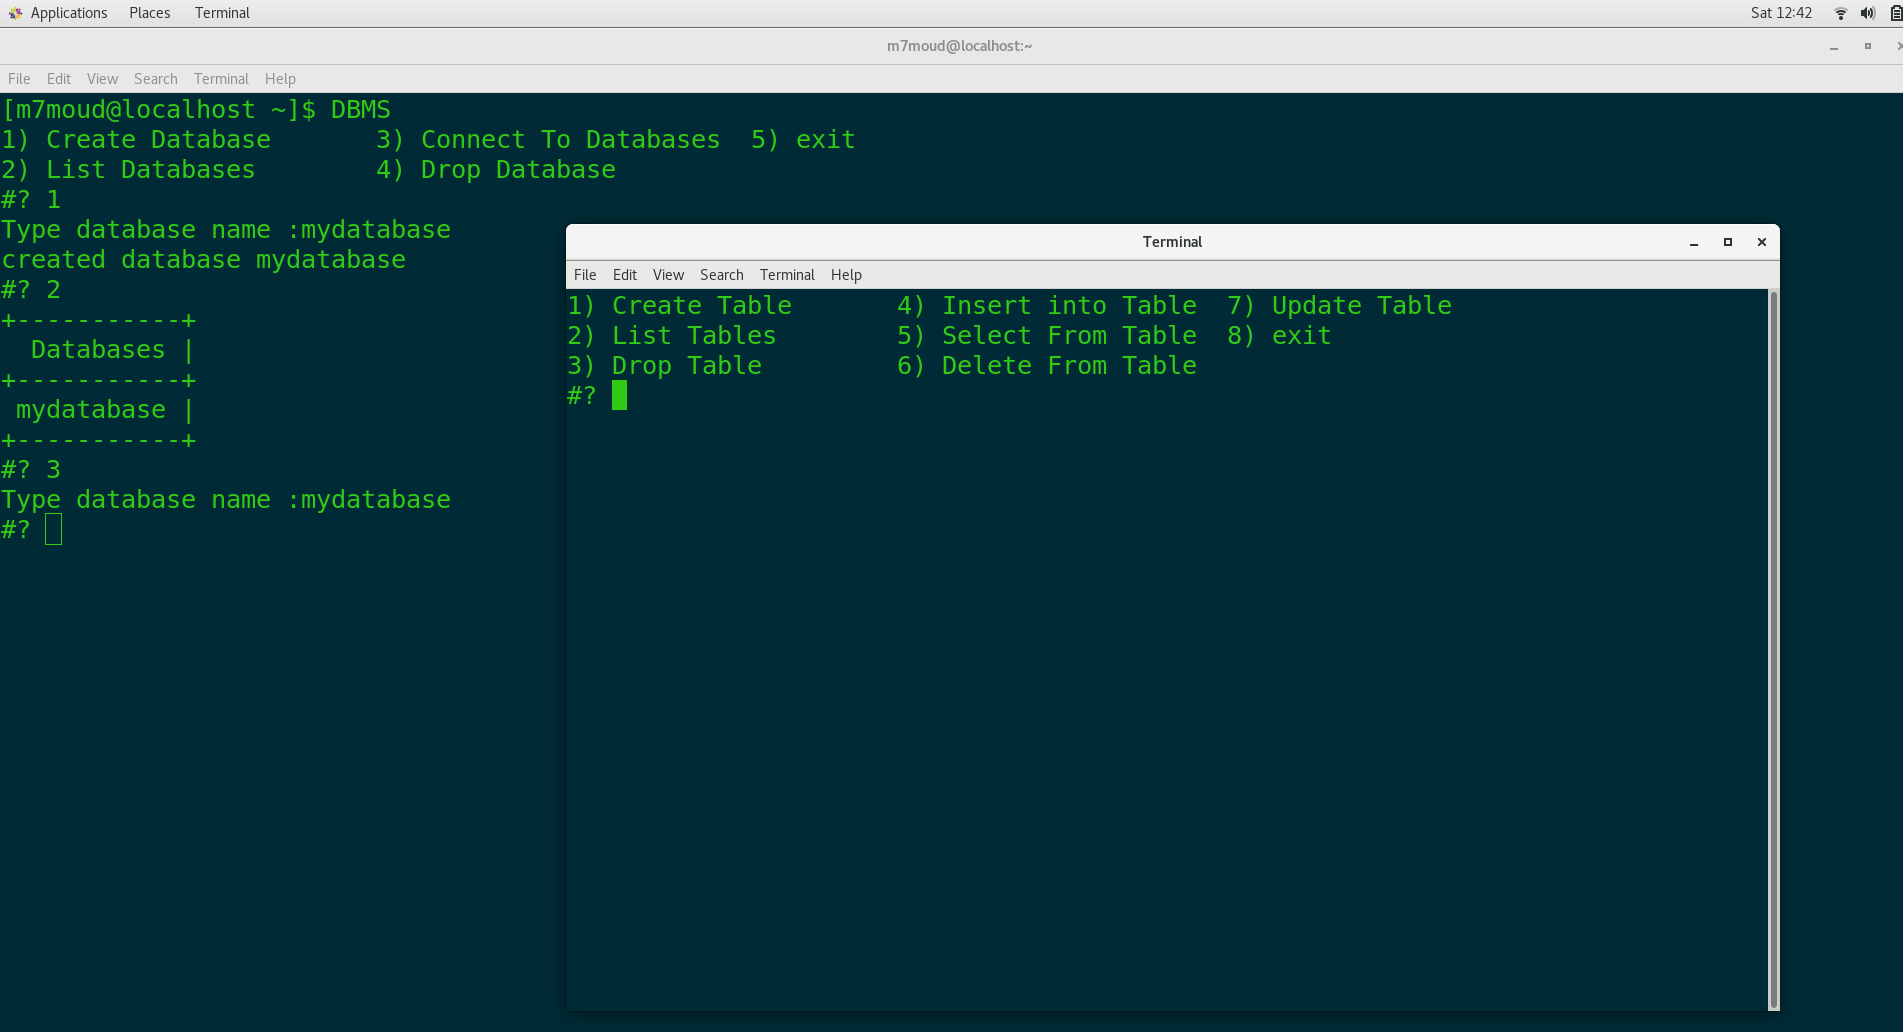 Applications Places Terminal Sat 12:42
m7moud@localhost:~
File Edit View Search Terminal Help
[m7moud@localhost ~]$ DBMS
1) Create Database       3) Connect To Databases  5) exit
2) List Databases        4) Drop Database
#? 1
Type database name :mydatabase
created database mydatabase
#? 2
+-----------+
  Databases |
+-----------+
 mydatabase |
+-----------+
#? 3
Type database name :mydatabase
#?
Terminal
File Edit View Search Terminal Help
1) Create Table       4) Insert into Table  7) Update Table
2) List Tables        5) Select From Table  8) exit
3) Drop Table         6) Delete From Table
#?